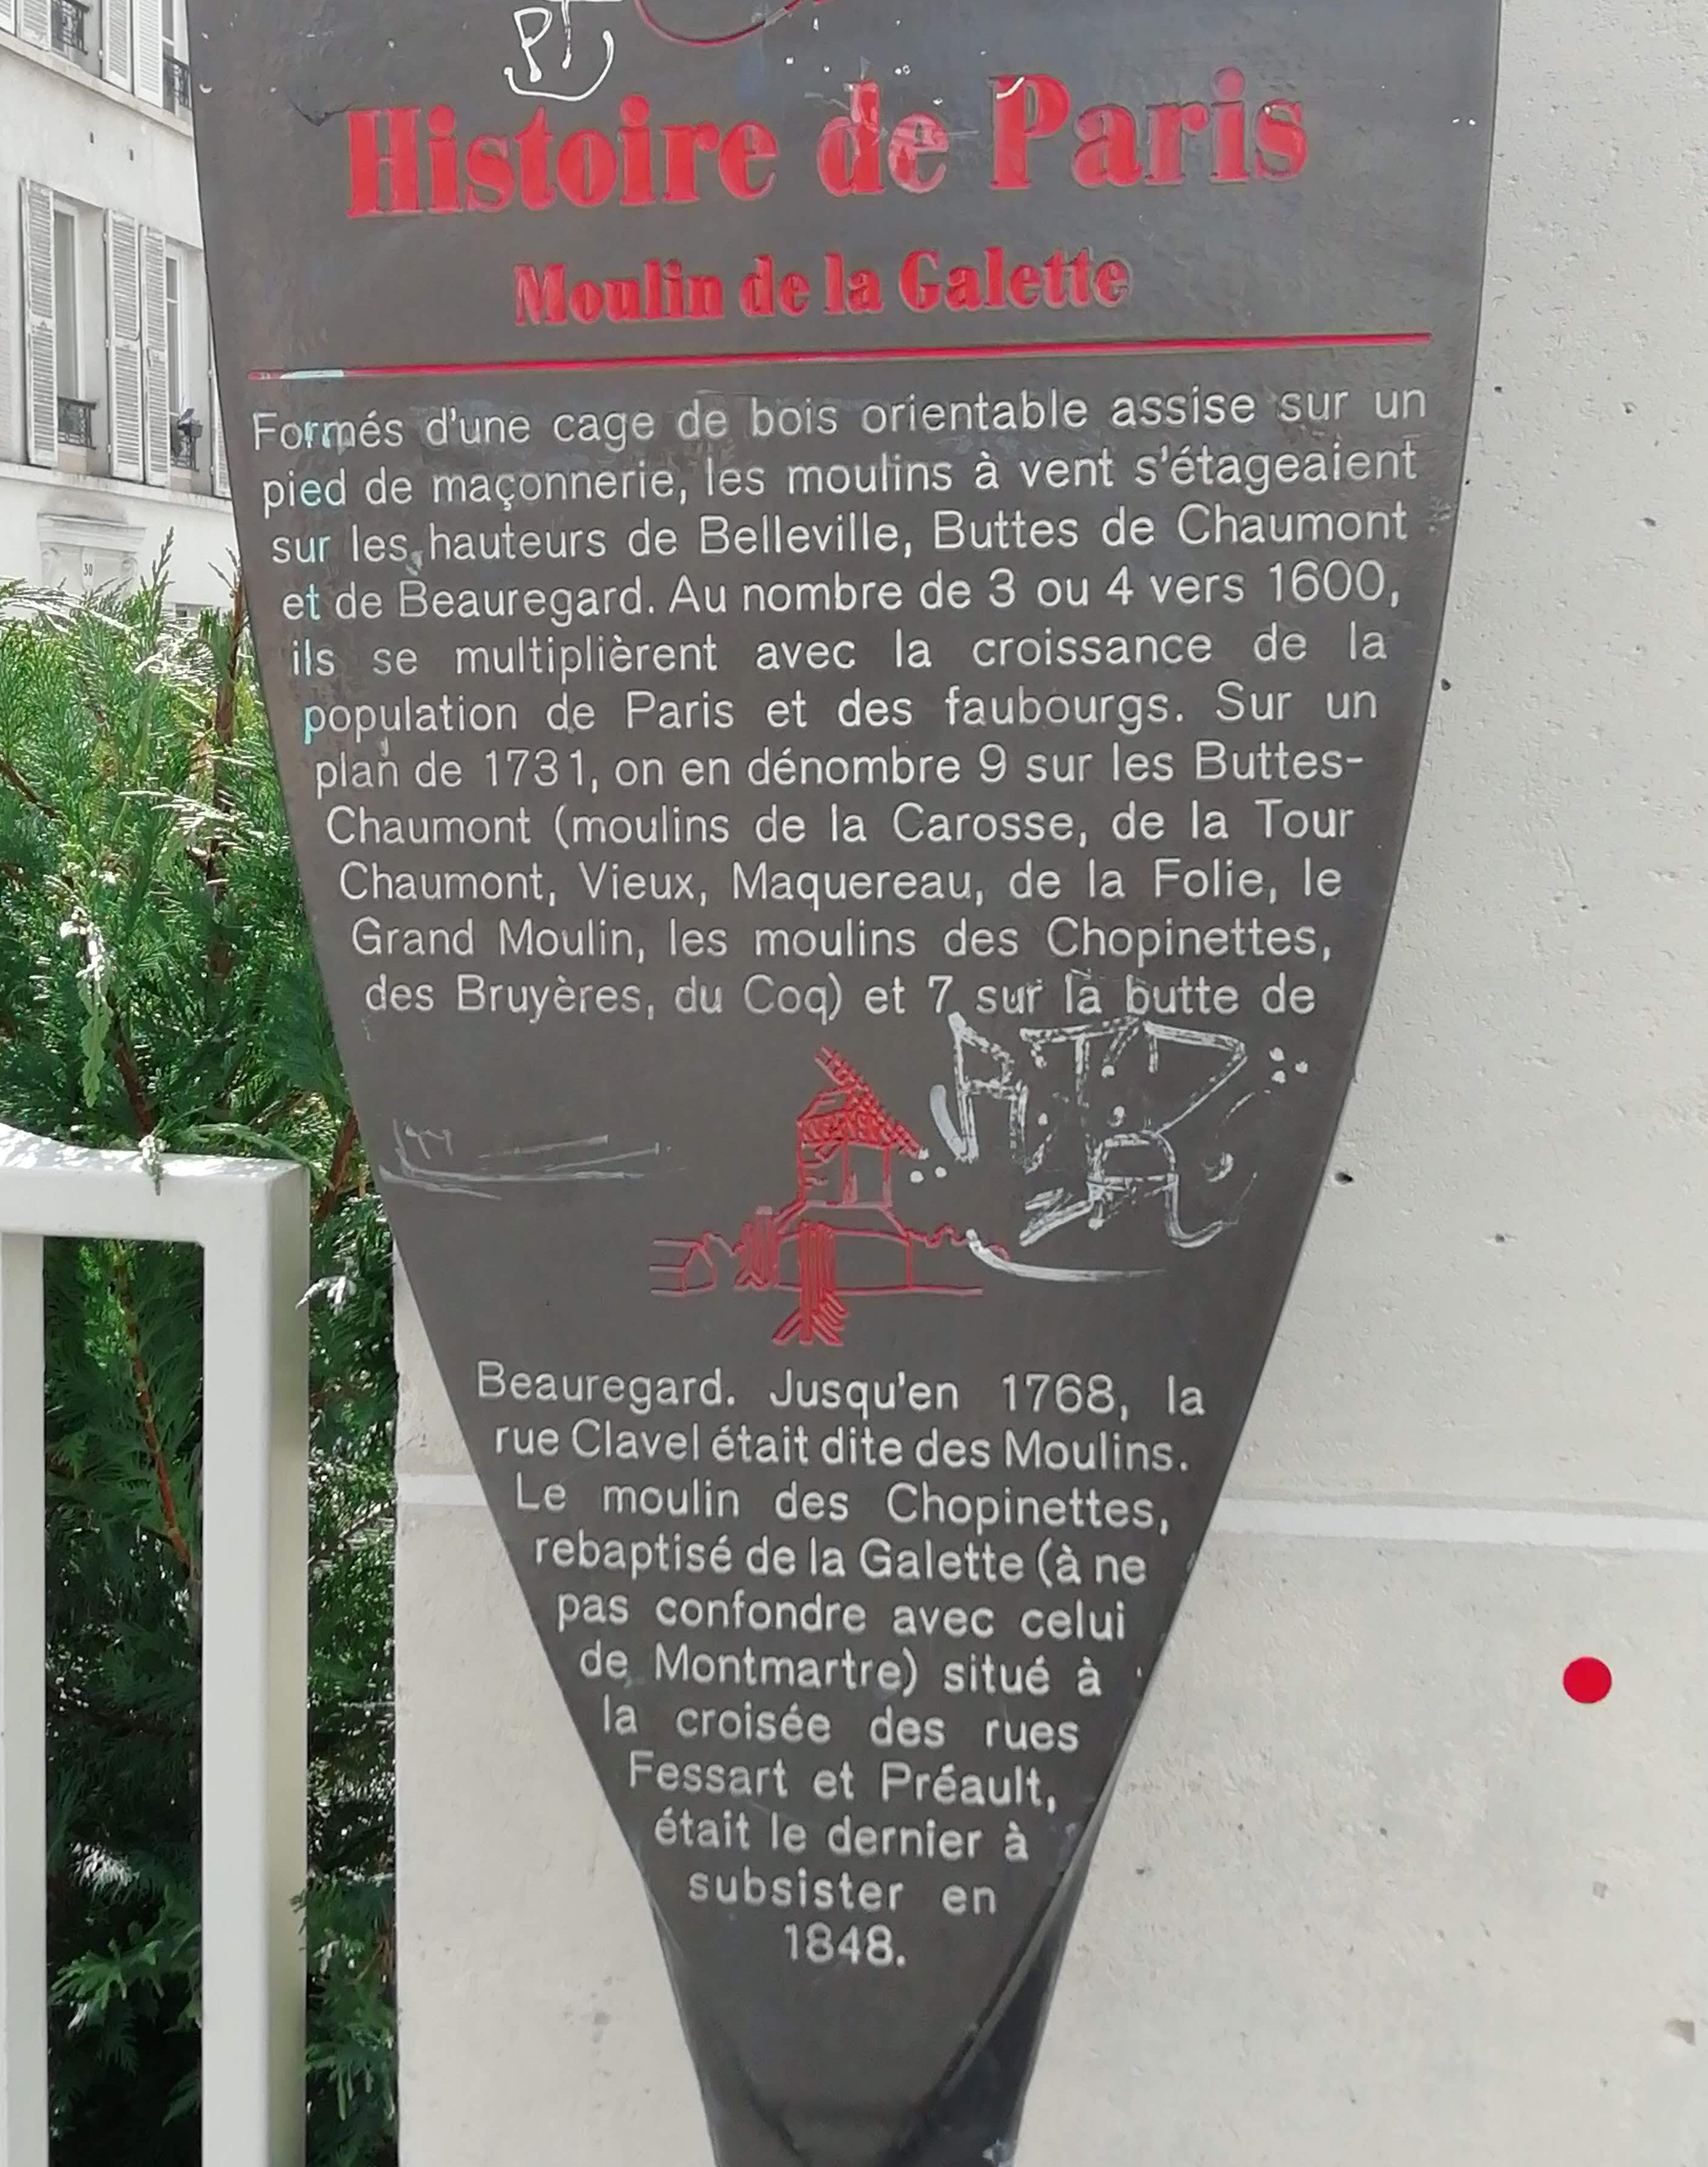 PT
Histoire de Paris
Moulin de la Galette
Formés d'une cage de bois orientable assise sur un
pied de maçonnerie, les moulins à vent s'étageaient
sur les hauteurs de Belleville, Buttes de Chaumont
et de Beauregard. Au nombre de 3 ou 4 vers 1600,
ils se multiplièrent avec la croissance de la
population de Paris et des faubourgs. Sur un
plan de 1731, on en dénombre 9 sur les Buttes-
Chaumont (moulins de la Carosse, de la Tour
Chaumont, Vieux, Maquereau, de la Folie, le
Grand Moulin, les moulins des Chopinettes,
des Bruyères, du Coq) et 7 sur la butte de
Beauregard. Jusqu'en 1768, la
rue Clavel était dite des Moulins.
Le moulin des Chopinettes,
rebaptisé de la Galette (à ne
pas confondre avec celui
de Montmartre) situé à
la croisée des rues
Fessart et Préault,
était le dernier à
subsister en
1848.
30